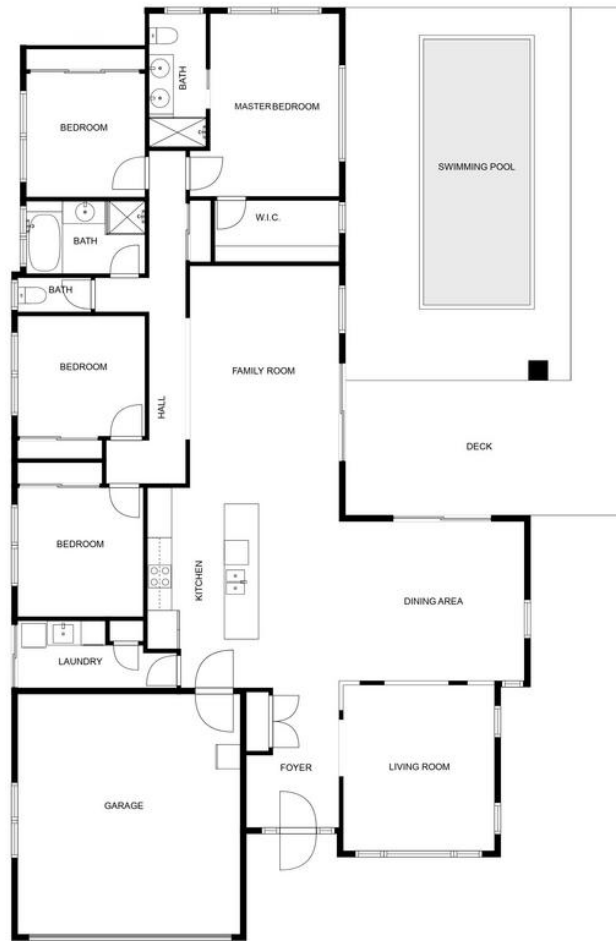 BATH
MASTER BEDROOM
BEDROOM
SWIMMING POOL
W.I.C.
BATH
BATH
BEDROOM
FAMILY ROOM
HALL
DECK
BEDROOM
KITCHEN
DINING AREA
LAUNDRY
FOYER
LIVING ROOM
GARAGE